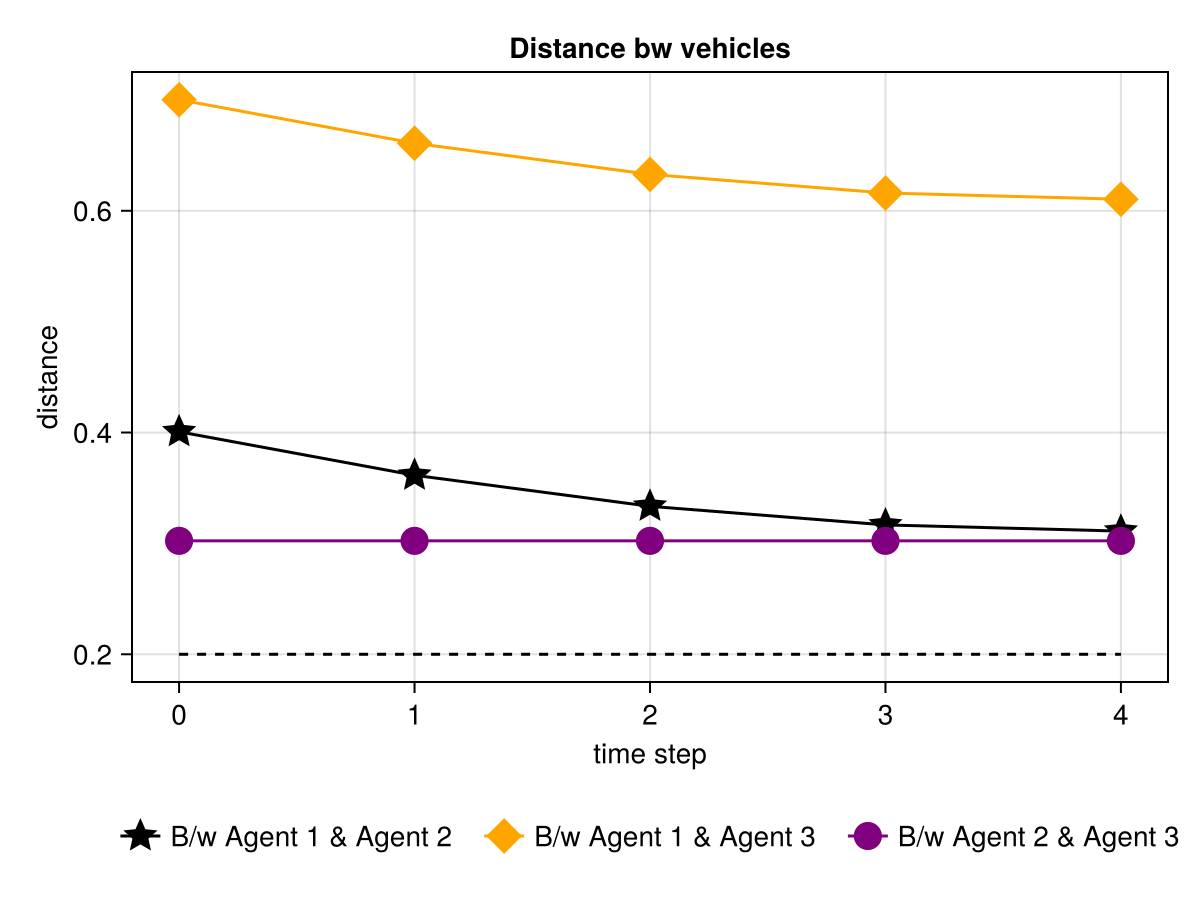 Distance bw vehicles
distance
0.6
0.4
0.2
0 1 2 3 4
time step
B/w Agent 1 & Agent 2 B/w Agent 1 & Agent 3 B/w Agent 2 & Agent 3